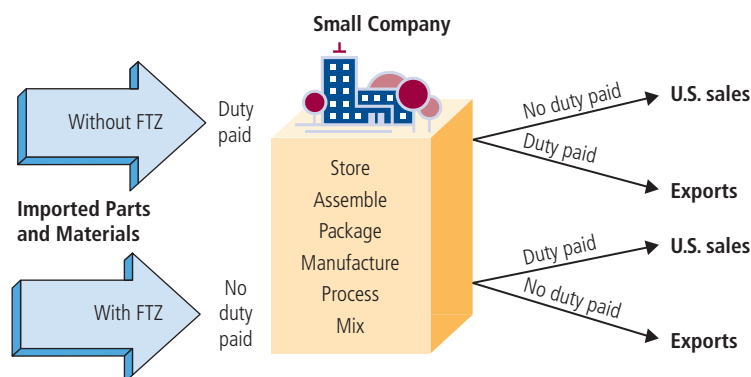 Small Company
Without FTZ
Duty
paid
No duty paid
U.S. sales
Duty paid
Exports
Store
Assemble
Package
Manufacture
Process
Mix
Imported Parts
and Materials
With FTZ
No
duty
paid
Duty paid
U.S. sales
No duty paid
Exports